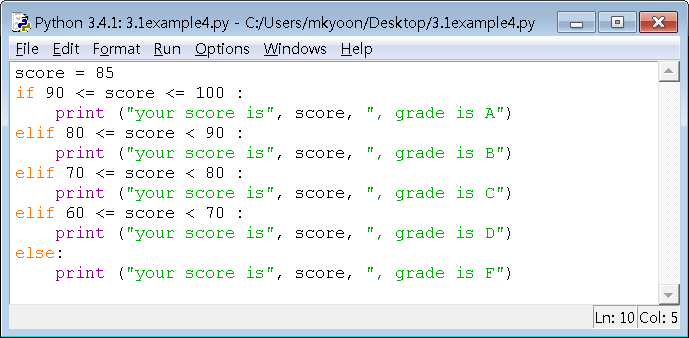 Python 3.4.1: 3.1example4.py - C:/Users/mkyoon/Desktop/3.1example4.py
File Edit Format Run Options Windows Help
score = 85
if 90 <= score <= 100 :
    print ("your score is", score, ", grade is A")
elif 80 <= score < 90 :
    print ("your score is", score, ", grade is B")
elif 70 <= score < 80 :
    print ("your score is", score, ", grade is C")
elif 60 <= score < 70 :
    print ("your score is", score, ", grade is D")
else:
    print ("your score is", score, ", grade is F")
Ln: 10 Col: 5